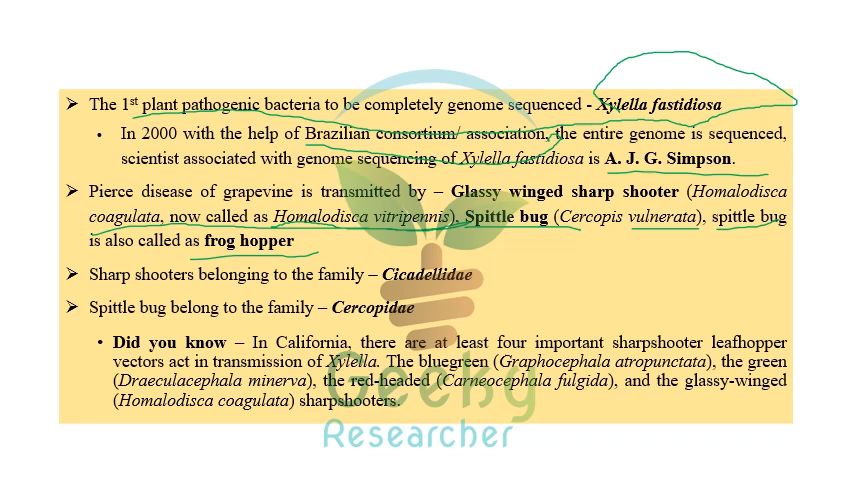 ➢ The 1st plant pathogenic bacteria to be completely genome sequenced - Xylella fastidiosa
• In 2000 with the help of Brazilian consortium/ association, the entire genome is sequenced,
scientist associated with genome sequencing of Xylella fastidiosa is A. J. G. Simpson.
➢ Pierce disease of grapevine is transmitted by – Glassy winged sharp shooter (Homalodisca
coagulata, now called as Homalodisca vitripennis). Spittle bug (Cercopis vulnerata), spittle bug
is also called as frog hopper
➢ Sharp shooters belonging to the family – Cicadellidae
➢ Spittle bug belong to the family – Cercopidae
• Did you know – In California, there are at least four important sharpshooter leafhopper
vectors act in transmission of Xylella. The bluegreen (Graphocephala atropunctata), the green
(Draeculacephala minerva), the red-headed (Carneocephala fulgida), and the glassy-winged
(Homalodisca coagulata) sharpshooters.
Geeky
Researcher